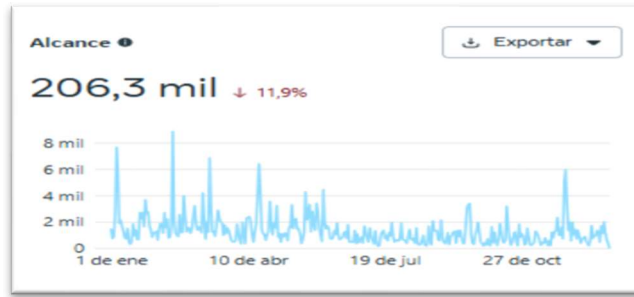 Alcance
Exportar
206,3 mil ↓ 11,9%
8 mil
6 mil
4 mil
2 mil
0
1 de ene 10 de abr 19 de jul 27 de oct